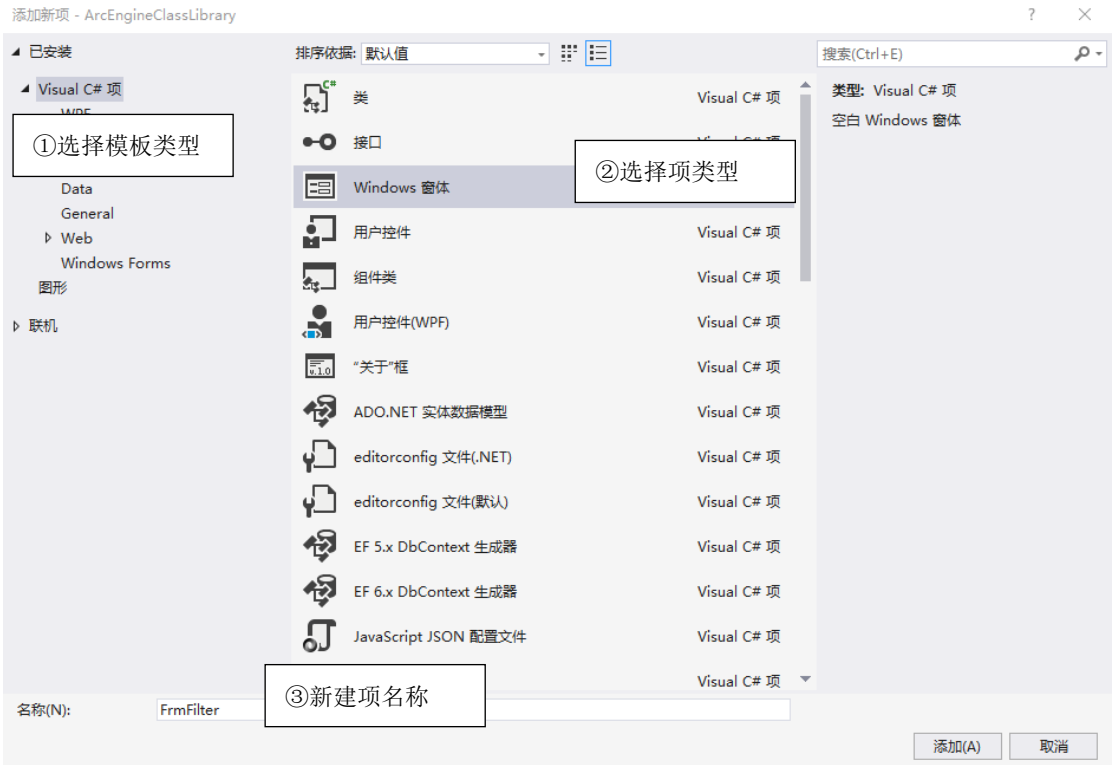 添加新项 - ArcEngineClassLibrary
? ×
已安装
Visual C# 项
①选择模板类型
Data
General
Web
Windows Forms
图形
联机
排序依据: 默认值
类 Visual C# 项
接口
②选择项类型
Windows 窗体
用户控件 Visual C# 项
组件类 Visual C# 项
用户控件(WPF) Visual C# 项
“关于”框 Visual C# 项
ADO.NET 实体数据模型 Visual C# 项
editorconfig 文件(.NET) Visual C# 项
editorconfig 文件(默认) Visual C# 项
EF 5.x DbContext 生成器 Visual C# 项
EF 6.x DbContext 生成器 Visual C# 项
JavaScript JSON 配置文件 Visual C# 项
Visual C# 项
搜索(Ctrl+E)
类型: Visual C# 项
空白 Windows 窗体
③新建项名称
名称(N): FrmFilter
添加(A) 取消